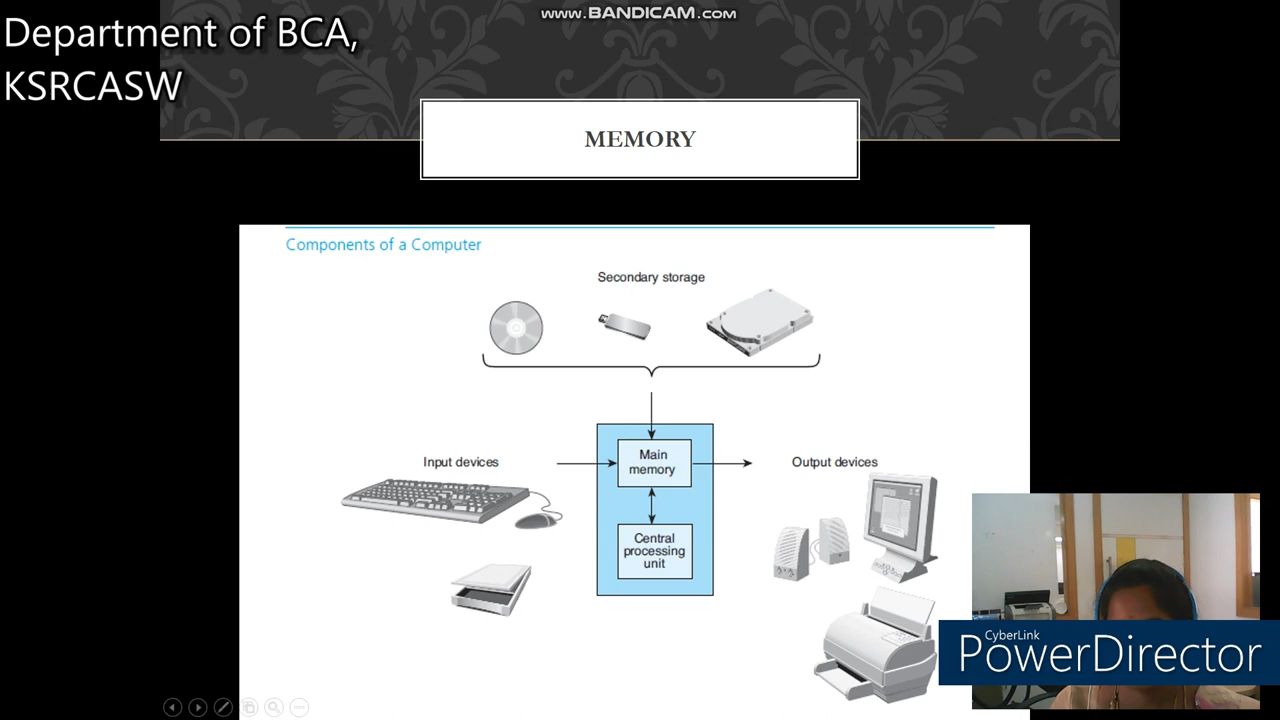 www.BANDICAM.com
Department of BCA,
KSRCASW
MEMORY
Components of a Computer
Secondary storage
Main
memory
Input devices
Output devices
Central
processing
unit
CyberLink
PowerDirector